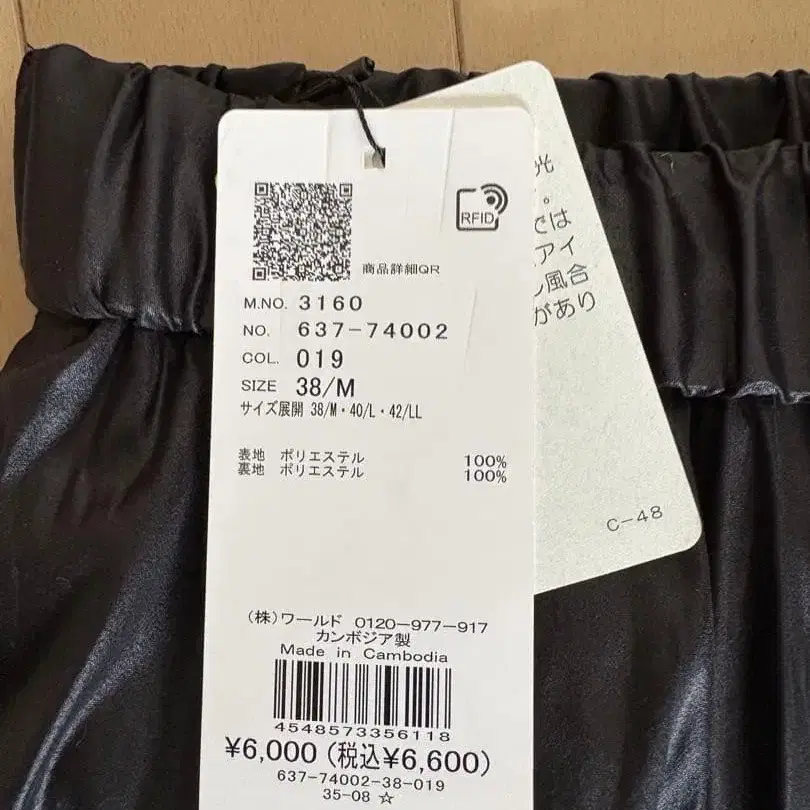 RFID
商品詳細QR
M.NO. 3160
NO. 637-74002
COL. 019
SIZE 38/M
サイズ展開 38/M・40/L・42/LL
表地 ポリエステル 100%
裏地 ポリエステル 100%
(株)ワールド 0120-977-917
カンボジア製
Made in Cambodia
4548573356118
¥6,000 (税込¥6,600)
637-74002-38-019
35-08 ☆
光
。
では
アイ
風合
があり
C-48